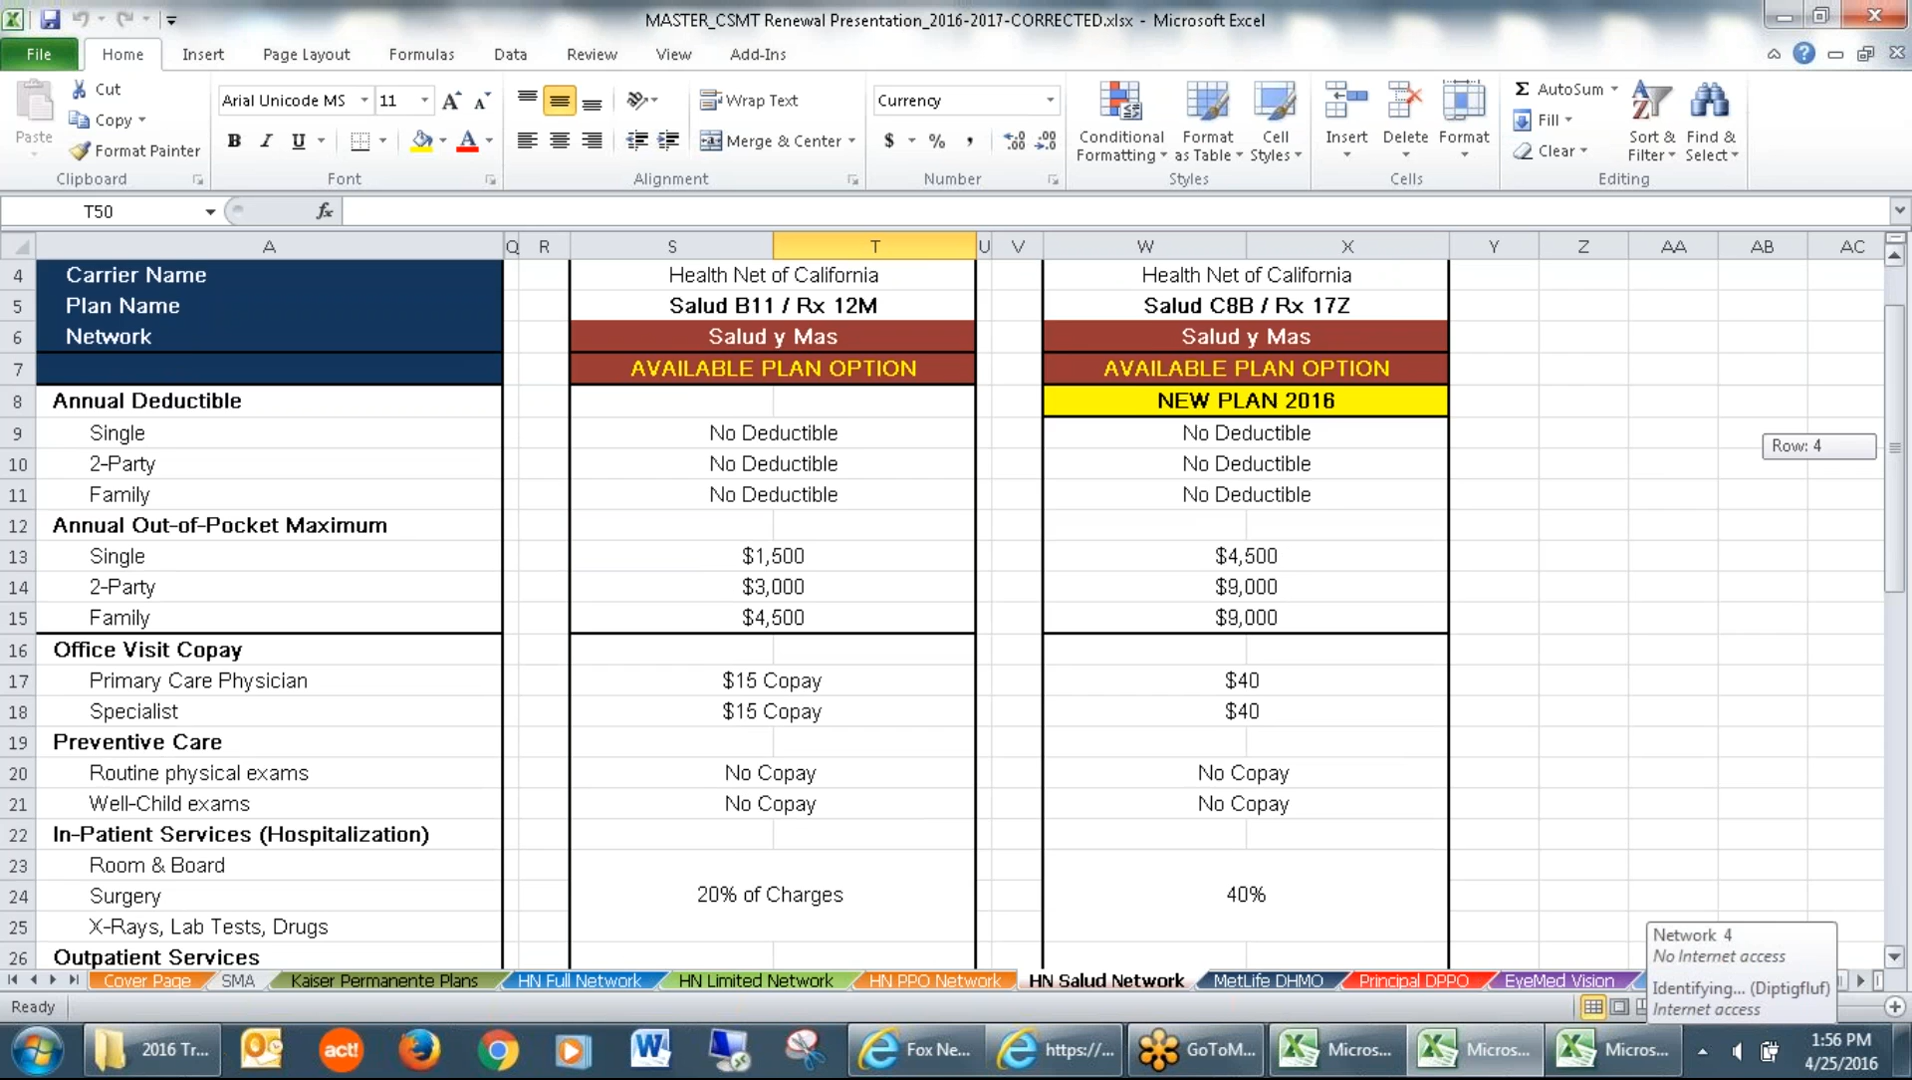 MASTER_CSMT Renewal Presentation_2016-2017-CORRECTED.xlsx - Microsoft Excel
File Home Insert Page Layout Formulas Data Review View Add-Ins
Paste Cut Copy Format Painter Clipboard
Arial Unicode MS 11 A A B I U A Font
Wrap Text Merge & Center Alignment
Currency $ % , .00 .00 Number
Conditional Formatting Format as Table Cell Styles Styles
Insert Delete Format Cells
Σ AutoSum Fill Clear Sort & Filter Find & Select Editing
T50 fx
A Q R S T U V W X Y Z AA AB AC
4 Carrier Name Health Net of California Health Net of California
5 Plan Name Salud B11 / Rx 12M Salud C8B / Rx 17Z
6 Network Salud y Mas Salud y Mas
7 AVAILABLE PLAN OPTION AVAILABLE PLAN OPTION
8 Annual Deductible NEW PLAN 2016
9 Single No Deductible No Deductible
Row: 4
10 2-Party No Deductible No Deductible
11 Family No Deductible No Deductible
12 Annual Out-of-Pocket Maximum
13 Single $1,500 $4,500
14 2-Party $3,000 $9,000
15 Family $4,500 $9,000
16 Office Visit Copay
17 Primary Care Physician $15 Copay $40
18 Specialist $15 Copay $40
19 Preventive Care
20 Routine physical exams No Copay No Copay
21 Well-Child exams No Copay No Copay
22 In-Patient Services (Hospitalization)
23 Room & Board
24 Surgery 20% of Charges 40%
25 X-Rays, Lab Tests, Drugs
26 Outpatient Services
Network 4
No Internet access
Identifying... (Diptigfluf)
Internet access
Cover Page SMA Kaiser Permanente Plans HN Full Network HN Limited Network HN PPO Network HN Salud Network MetLife DHMO Principal DPPO EyeMed Vision
Ready
2016 Tr... act! Fox Ne... https://... GoToM... Micros... Micros... Micros...
1:56 PM
4/25/2016